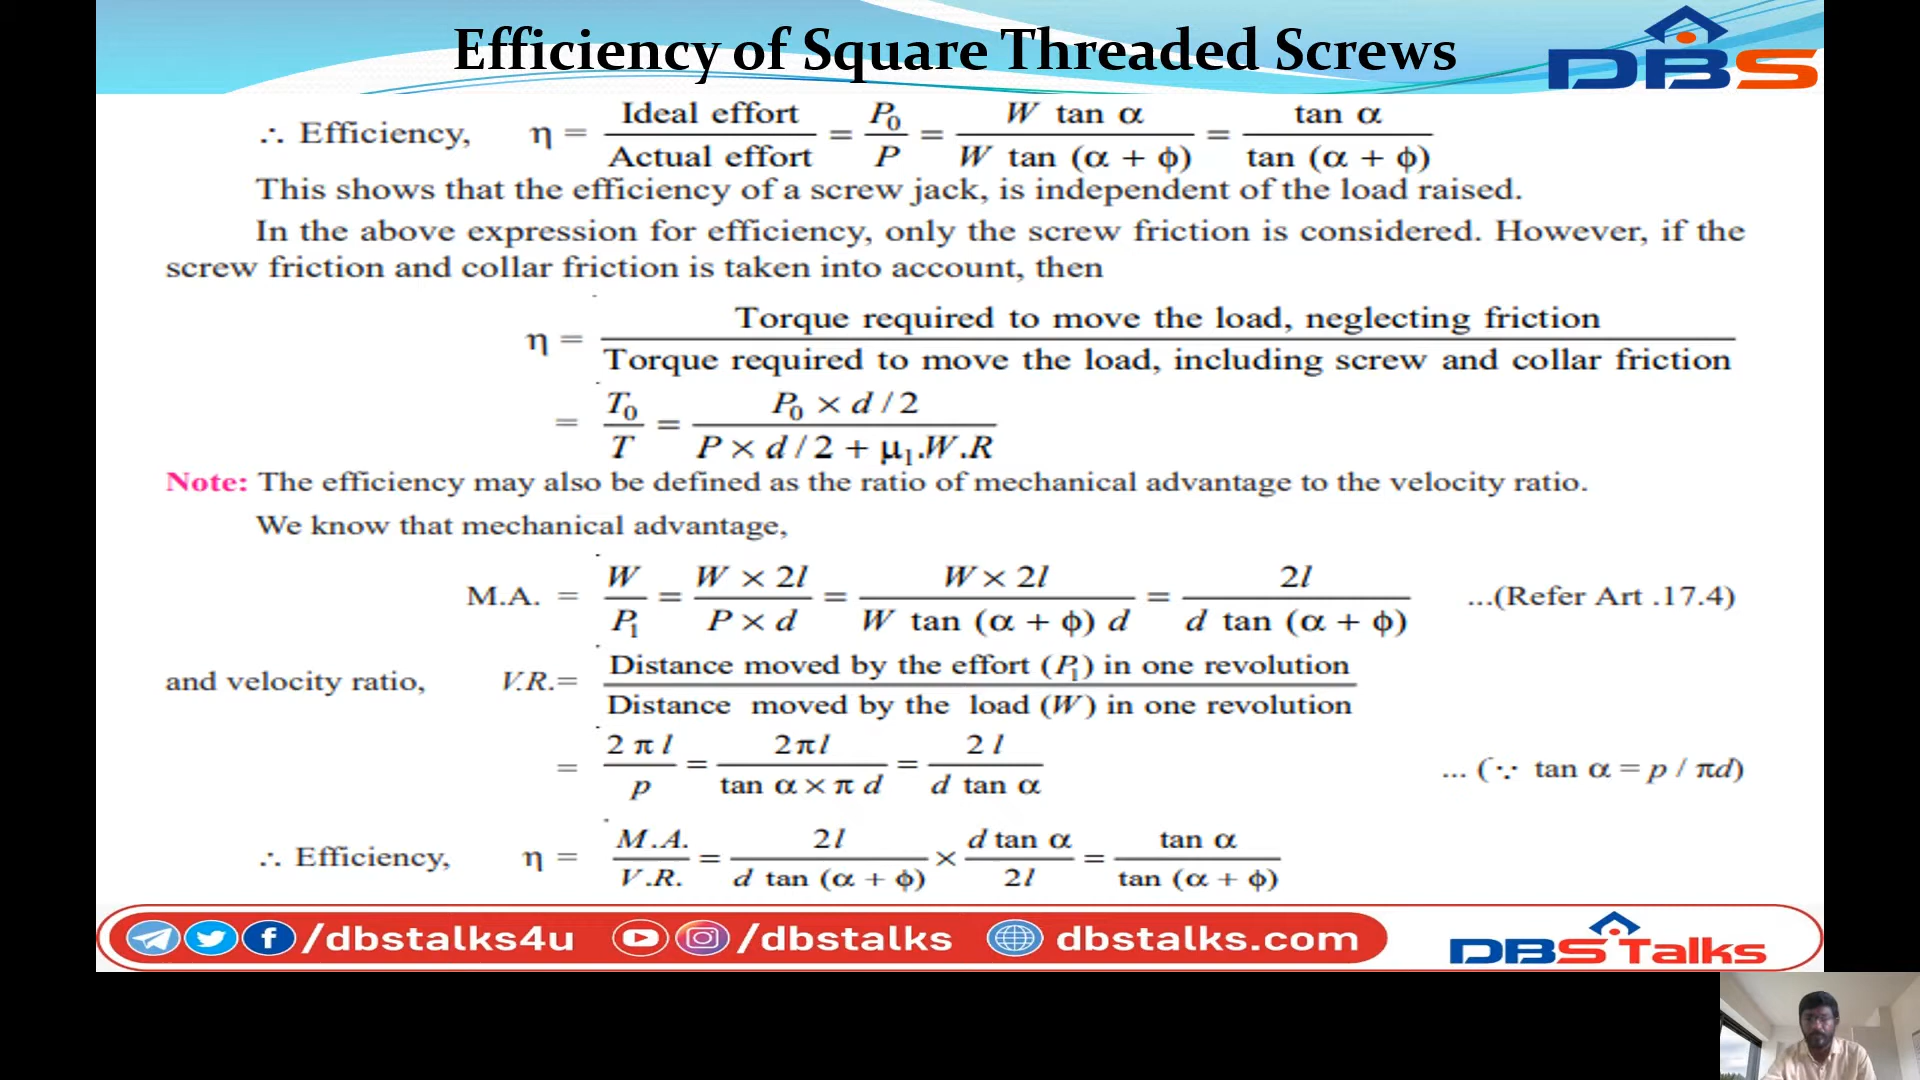 Efficiency of Square Threaded Screws
DBS
∴ Efficiency, η = Ideal effort / Actual effort = P₀ / P = W tan α / W tan (α + ϕ) = tan α / tan (α + ϕ)
This shows that the efficiency of a screw jack, is independent of the load raised.
In the above expression for efficiency, only the screw friction is considered. However, if the
screw friction and collar friction is taken into account, then
η = Torque required to move the load, neglecting friction / Torque required to move the load, including screw and collar friction
= T₀ / T = P₀ × d / 2 / P × d / 2 + μ₁.W.R
Note: The efficiency may also be defined as the ratio of mechanical advantage to the velocity ratio.
We know that mechanical advantage,
M.A. = W / P₁ = W × 2l / P × d = W × 2l / W tan (α + ϕ) d = 2l / d tan (α + ϕ) ...(Refer Art .17.4)
and velocity ratio, V.R.= Distance moved by the effort (P₁) in one revolution / Distance moved by the load (W) in one revolution
= 2 π l / p = 2πl / tan α × π d = 2 l / d tan α ... (∵ tan α = p / πd)
∴ Efficiency, η = M.A. / V.R. = 2l / d tan (α + ϕ) × d tan α / 2l = tan α / tan (α + ϕ)
/dbstalks4u /dbstalks dbstalks.com DBS Talks